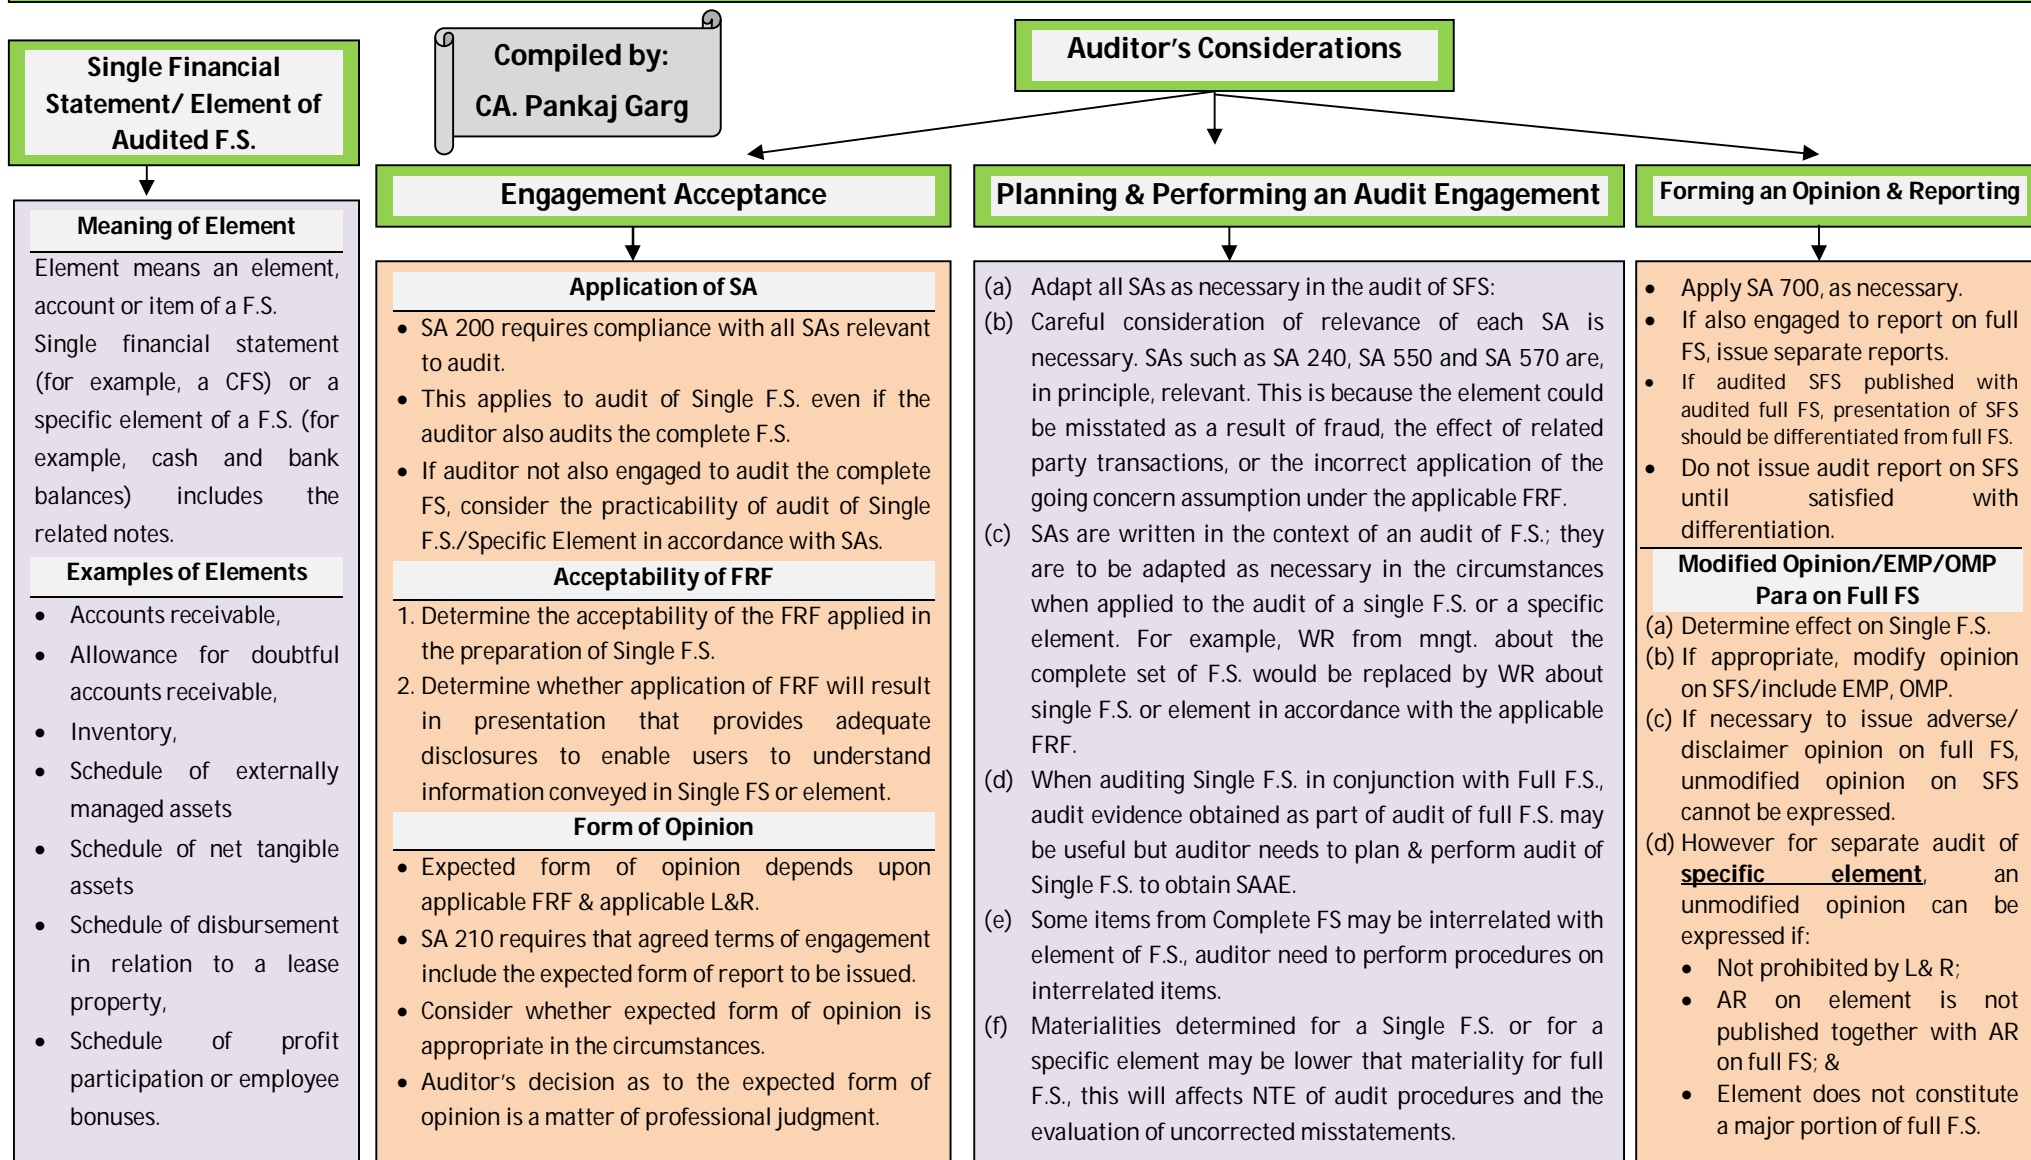 Single Financial
Statement/ Element of
Audited F.S.
Compiled by:
CA. Pankaj Garg
Auditor's Considerations
Meaning of Element
Element means an element,
account or item of a F.S.
Single financial statement
(for example, a CFS) or a
specific element of a F.S. (for
example, cash and bank
balances) includes the
related notes.
Examples of Elements
• Accounts receivable,
• Allowance for doubtful
accounts receivable,
• Inventory,
• Schedule of externally
managed assets
• Schedule of net tangible
assets
• Schedule of disbursement
in relation to a lease
property,
• Schedule of profit
participation or employee
bonuses.
Engagement Acceptance
Application of SA
• SA 200 requires compliance with all SAs relevant
to audit.
• This applies to audit of Single F.S. even if the
auditor also audits the complete F.S.
• If auditor not also engaged to audit the complete
FS, consider the practicability of audit of Single
F.S./Specific Element in accordance with SAs.
Acceptability of FRF
1. Determine the acceptability of the FRF applied in
the preparation of Single F.S.
2. Determine whether application of FRF will result
in presentation that provides adequate
disclosures to enable users to understand
information conveyed in Single FS or element.
Form of Opinion
• Expected form of opinion depends upon
applicable FRF & applicable L&R.
• SA 210 requires that agreed terms of engagement
include the expected form of report to be issued.
• Consider whether expected form of opinion is
appropriate in the circumstances.
• Auditor's decision as to the expected form of
opinion is a matter of professional judgment.
Planning & Performing an Audit Engagement
(a) Adapt all SAs as necessary in the audit of SFS:
(b) Careful consideration of relevance of each SA is
necessary. SAs such as SA 240, SA 550 and SA 570 are,
in principle, relevant. This is because the element could
be misstated as a result of fraud, the effect of related
party transactions, or the incorrect application of the
going concern assumption under the applicable FRF.
(c) SAs are written in the context of an audit of F.S.; they
are to be adapted as necessary in the circumstances
when applied to the audit of a single F.S. or a specific
element. For example, WR from mngt. about the
complete set of F.S. would be replaced by WR about
single F.S. or element in accordance with the applicable
FRF.
(d) When auditing Single F.S. in conjunction with Full F.S.,
audit evidence obtained as part of audit of full F.S. may
be useful but auditor needs to plan & perform audit of
Single F.S. to obtain SAAE.
(e) Some items from Complete FS may be interrelated with
element of F.S., auditor need to perform procedures on
interrelated items.
(f) Materialities determined for a Single F.S. or for a
specific element may be lower that materiality for full
F.S., this will affects NTE of audit procedures and the
evaluation of uncorrected misstatements.
Forming an Opinion & Reporting
• Apply SA 700, as necessary.
• If also engaged to report on full
FS, issue separate reports.
• If audited SFS published with
audited full FS, presentation of SFS
should be differentiated from full FS.
• Do not issue audit report on SFS
until satisfied with
differentiation.
Modified Opinion/EMP/OMP
Para on Full FS
(a) Determine effect on Single F.S.
(b) If appropriate, modify opinion
on SFS/include EMP, OMP.
(c) If necessary to issue adverse/
disclaimer opinion on full FS,
unmodified opinion on SFS
cannot be expressed.
(d) However for separate audit of
specific element, an
unmodified opinion can be
expressed if:
• Not prohibited by L& R;
• AR on element is not
published together with AR
on full FS; &
• Element does not constitute
a major portion of full F.S.